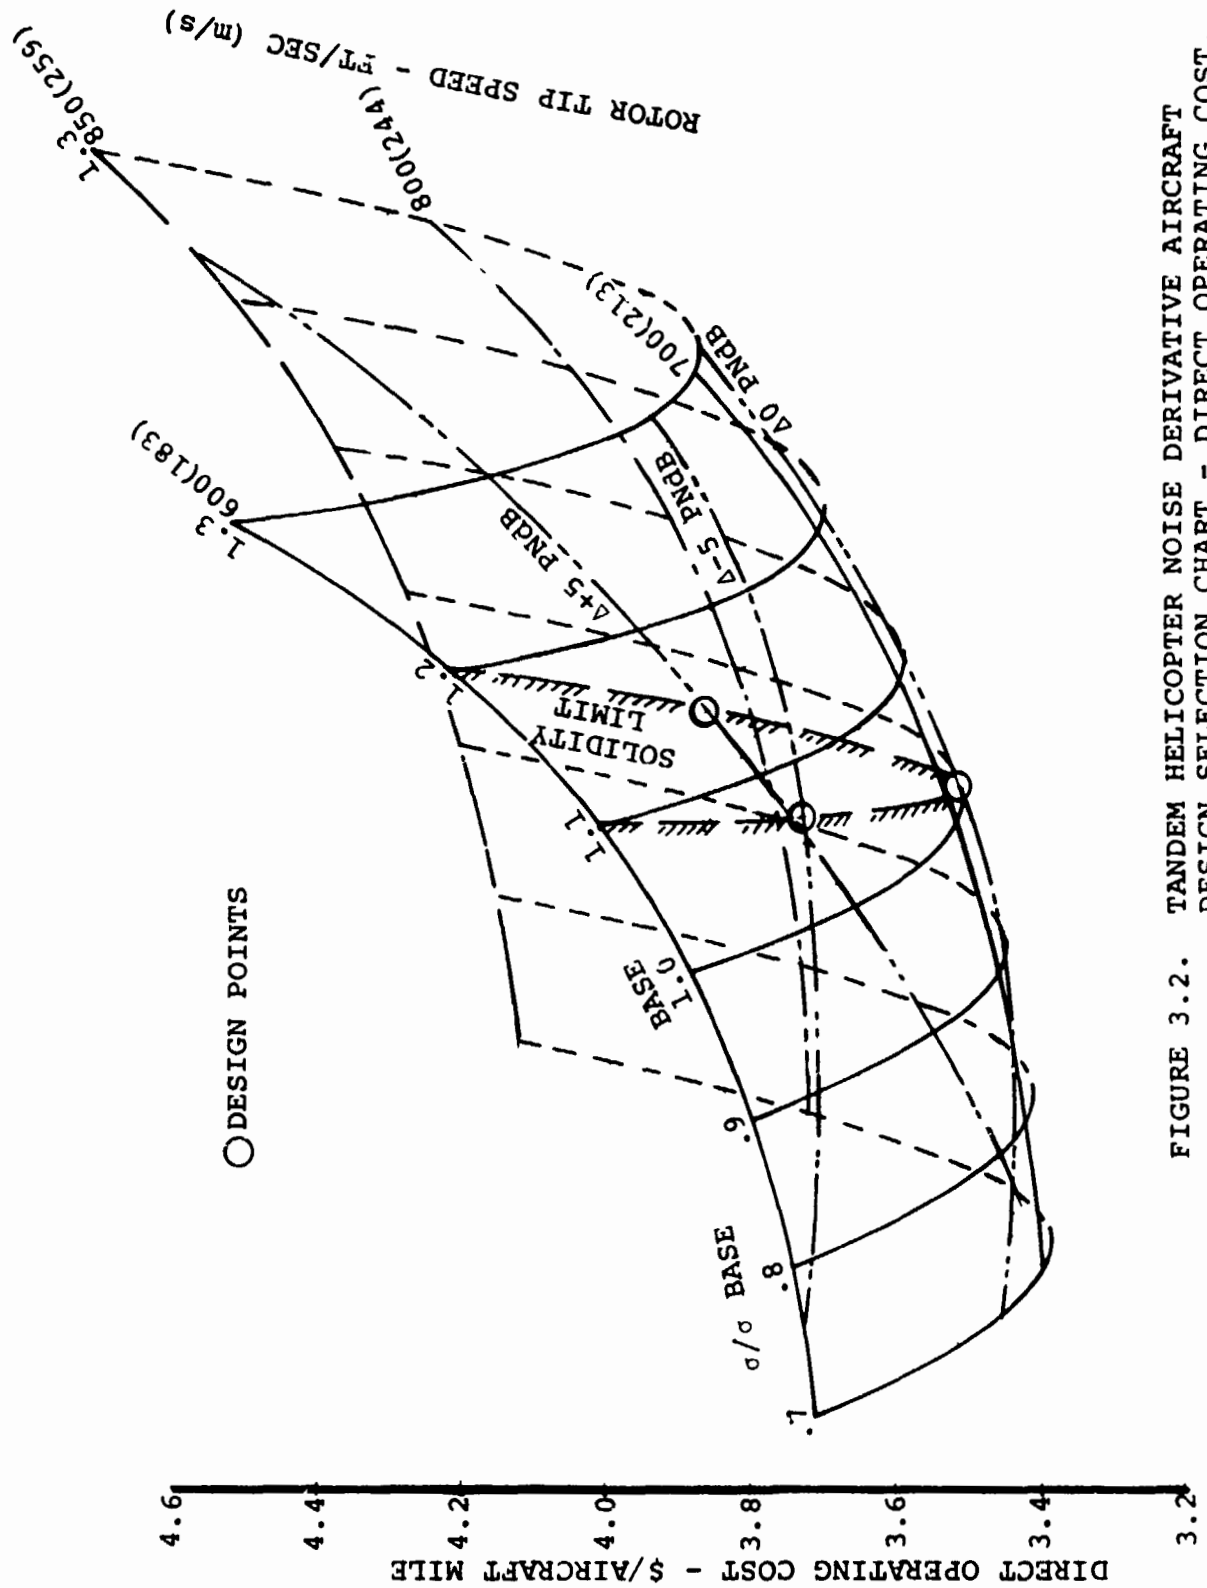 ○ DESIGN POINTS
DIRECT OPERATING COST - $/AIRCRAFT MILE
4.6
4.4
4.2
4.0
3.8
3.6
3.4
3.2
ROTOR TIP SPEED - FT/SEC (m/s)
1.3
850(259)
800(244)
700(213)
1.3
600(183)
Δ+5 PNdB
Δ-5 PNdB
Δ0 PNdB
1.2
SOLIDITY
LIMIT
1.1
BASE
1.0
.9
.8
.7
σ/σ BASE
FIGURE 3.2. TANDEM HELICOPTER NOISE DERIVATIVE AIRCRAFT
DESIGN SELECTION CHART - DIRECT OPERATING COST